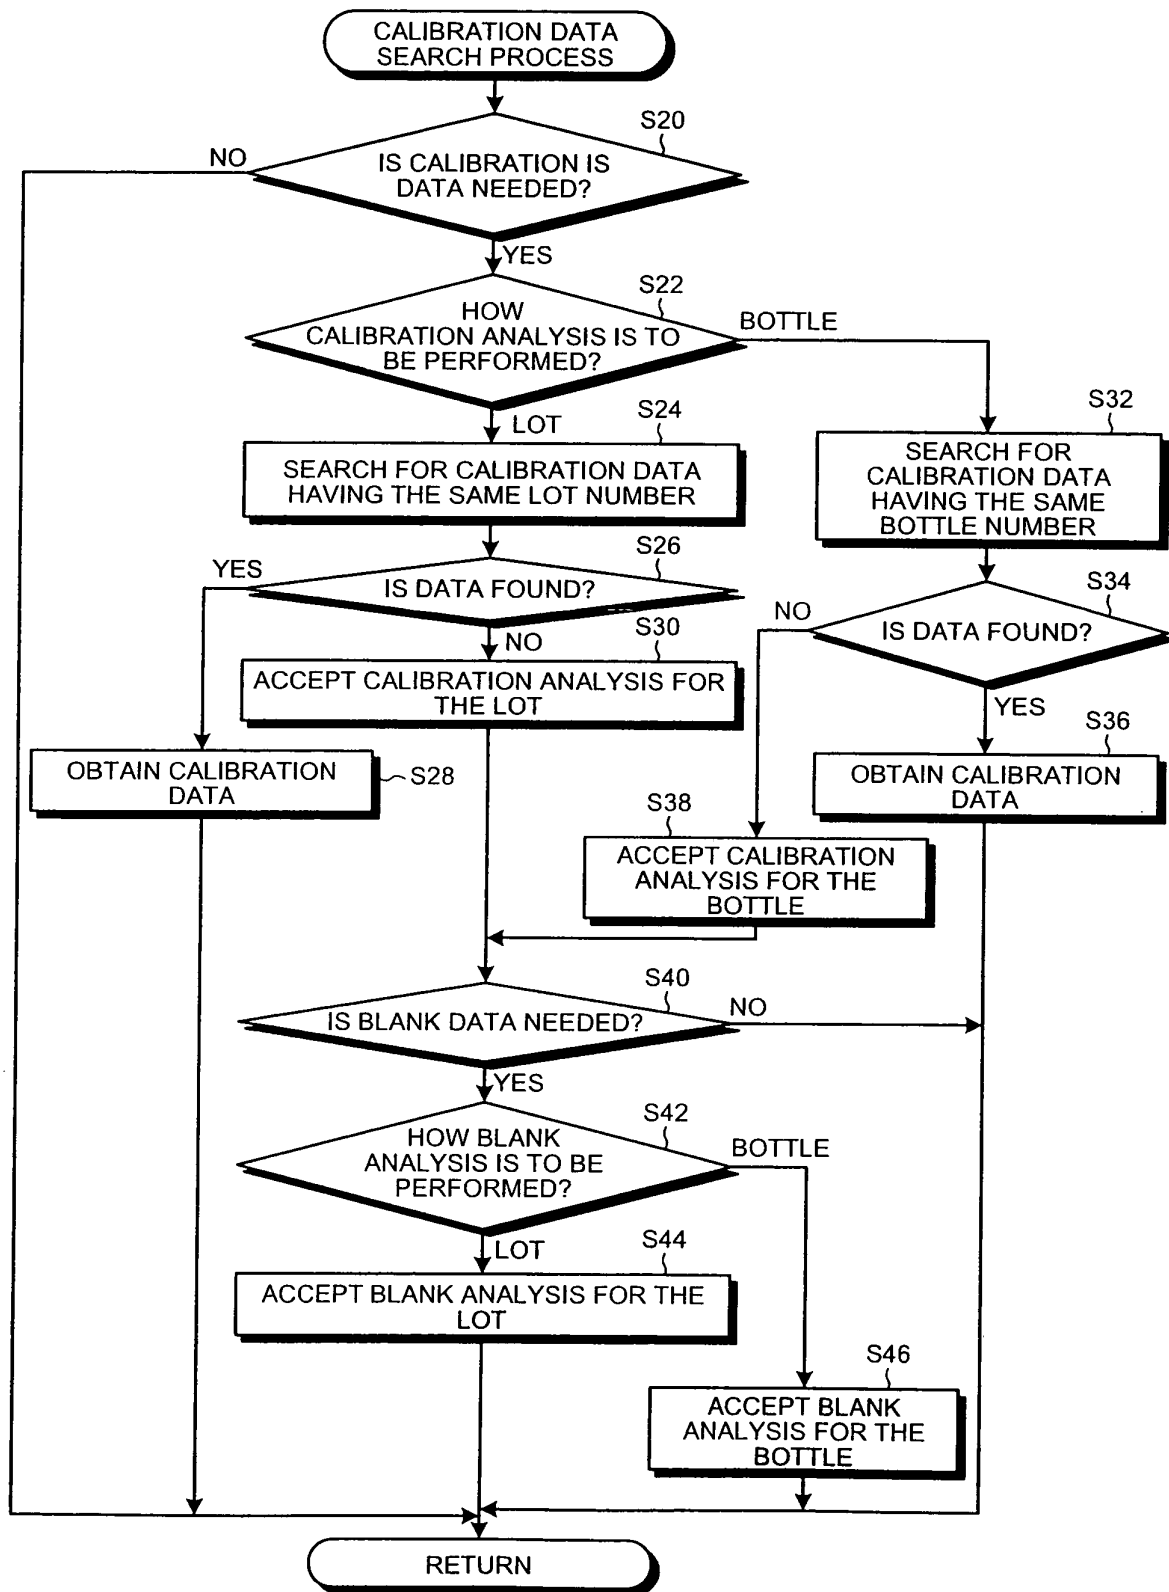 CALIBRATION DATA
SEARCH PROCESS
S20
NO
IS CALIBRATION IS
DATA NEEDED?
YES
S22
HOW
CALIBRATION ANALYSIS IS TO
BE PERFORMED?
BOTTLE
LOT
S24
SEARCH FOR CALIBRATION DATA
HAVING THE SAME LOT NUMBER
S32
SEARCH FOR
CALIBRATION DATA
HAVING THE SAME
BOTTLE NUMBER
S26
YES
IS DATA FOUND?
NO
S34
NO
IS DATA FOUND?
YES
S30
ACCEPT CALIBRATION ANALYSIS FOR
THE LOT
OBTAIN CALIBRATION
DATA
S28
S36
OBTAIN CALIBRATION
DATA
S38
ACCEPT CALIBRATION
ANALYSIS FOR THE
BOTTLE
S40
IS BLANK DATA NEEDED?
NO
YES
S42
HOW BLANK
ANALYSIS IS TO BE
PERFORMED?
BOTTLE
LOT
S44
ACCEPT BLANK ANALYSIS FOR THE
LOT
S46
ACCEPT BLANK
ANALYSIS FOR THE
BOTTLE
RETURN